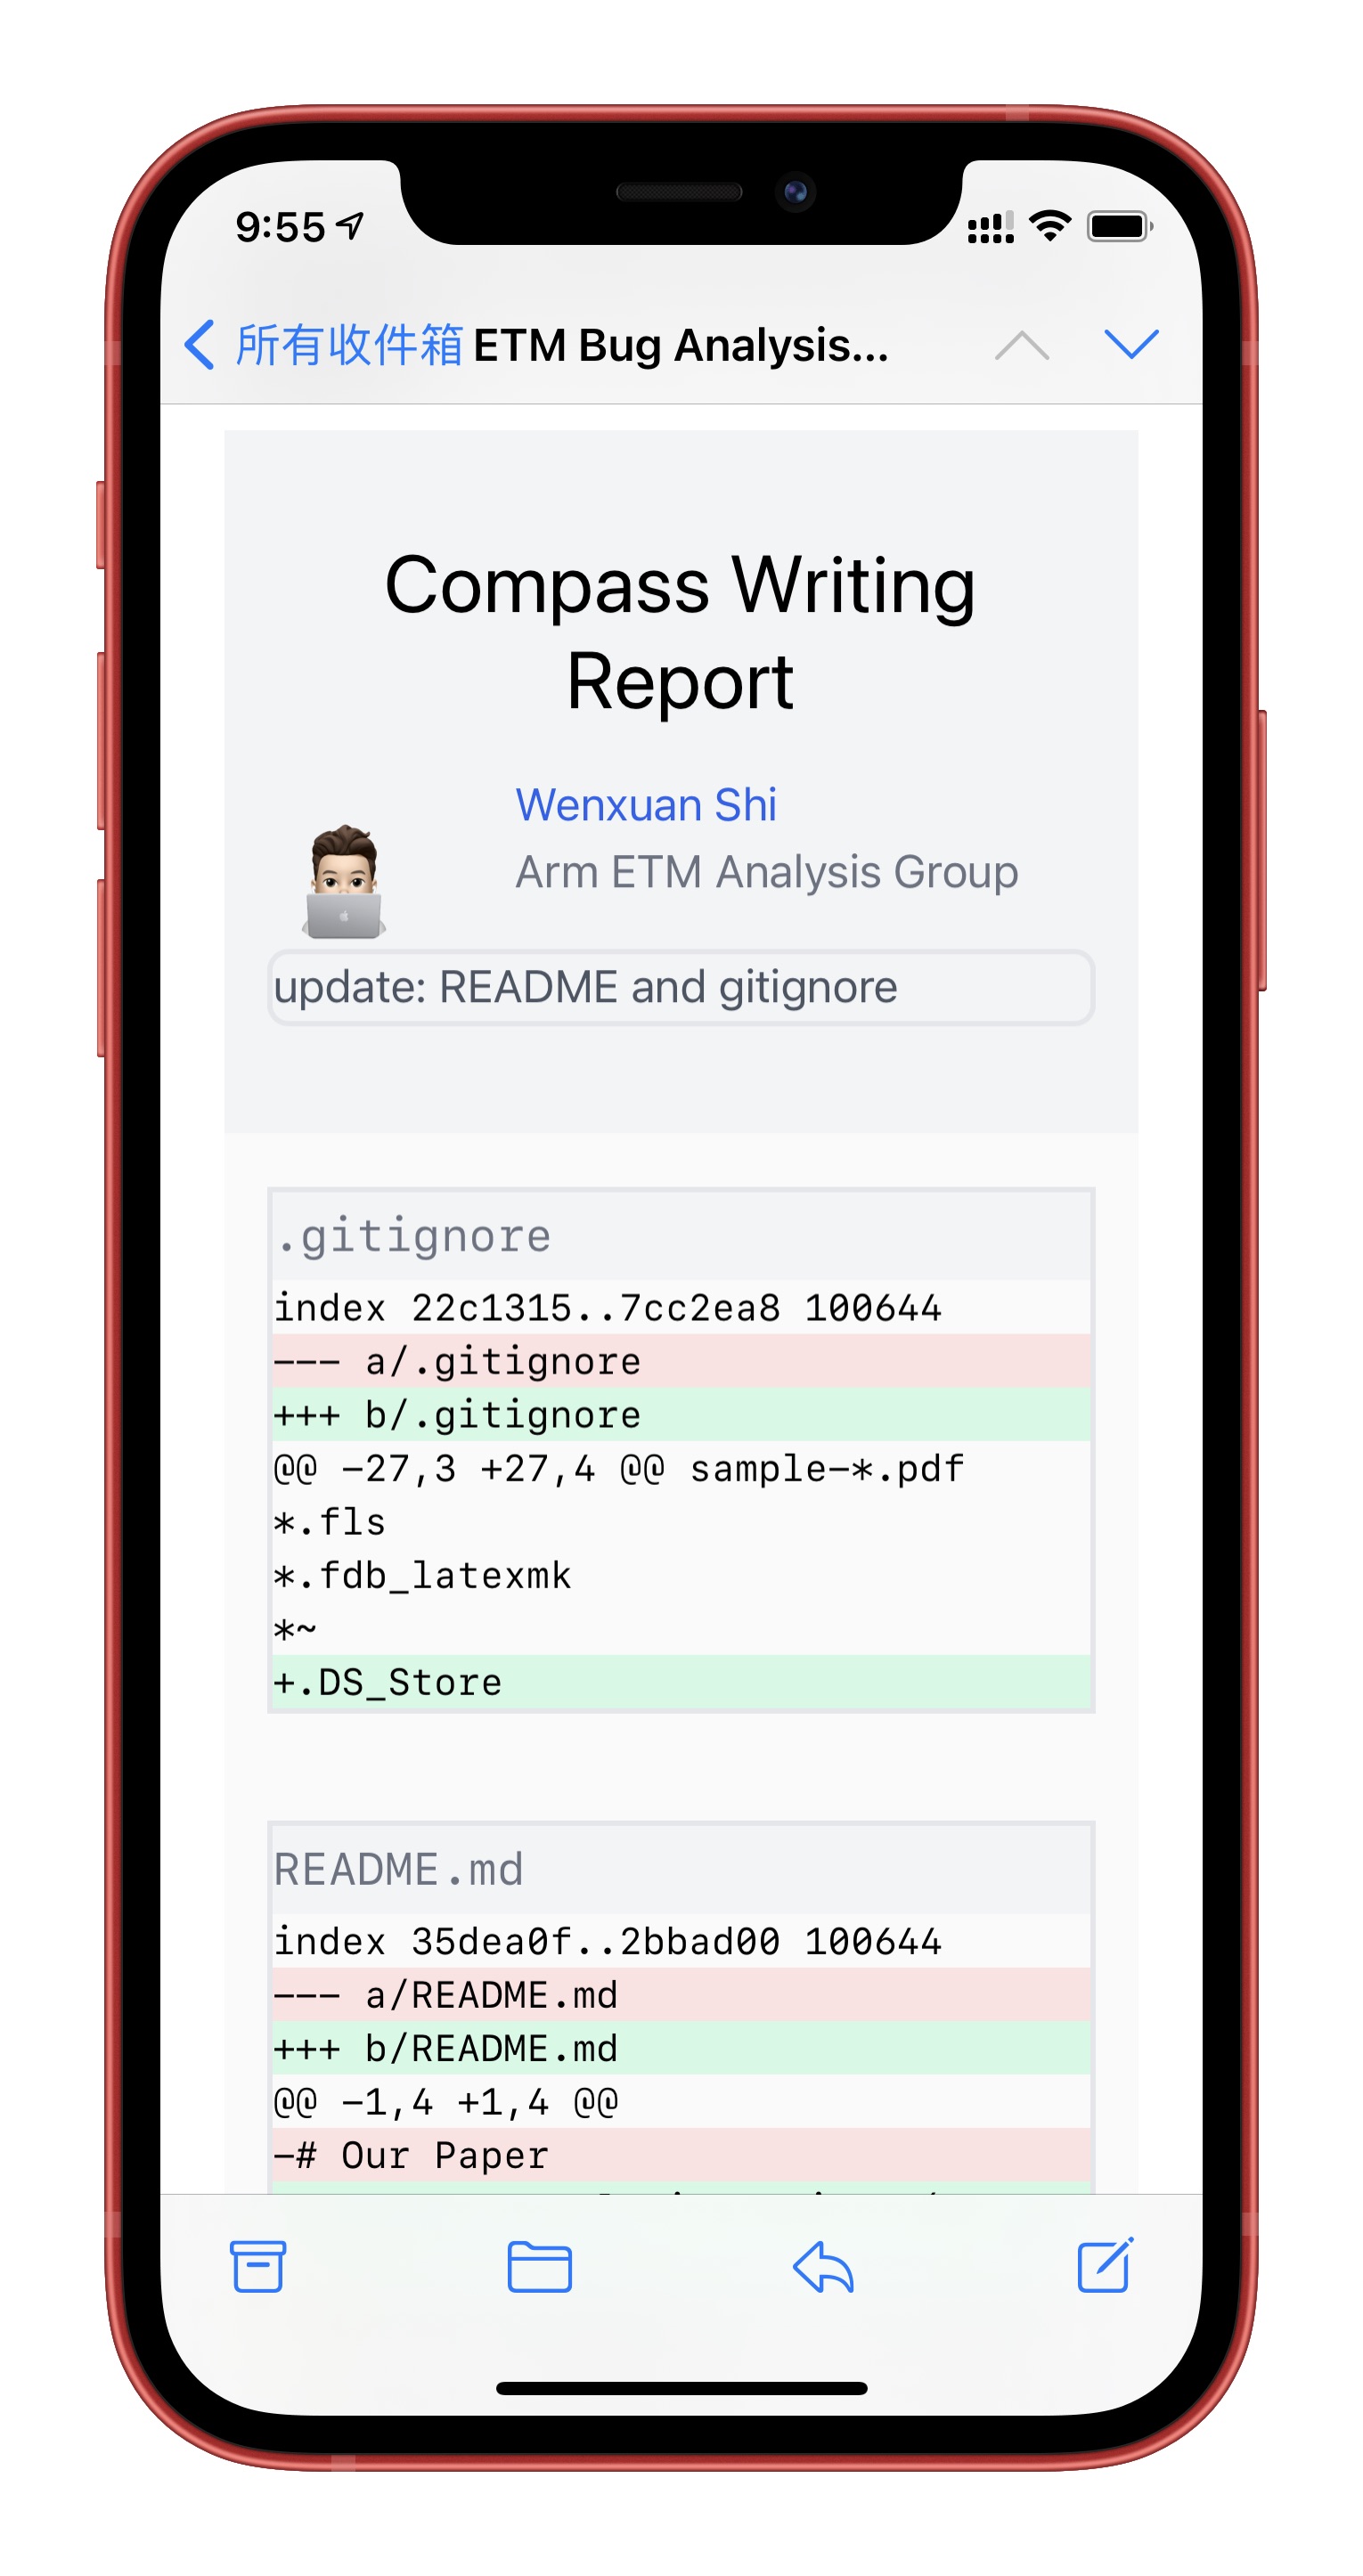 9:55
所有收件箱 ETM Bug Analysis...
Compass Writing
Report
Wenxuan Shi
Arm ETM Analysis Group
update: README and gitignore
.gitignore
index 22c1315..7cc2ea8 100644
--- a/.gitignore
+++ b/.gitignore
@@ -27,3 +27,4 @@ sample-*.pdf
*.fls
*.fdb_latexmk
*~
+.DS_Store
README.md
index 35dea0f..2bbad00 100644
--- a/README.md
+++ b/README.md
@@ -1,4 +1,4 @@
-# Our Paper